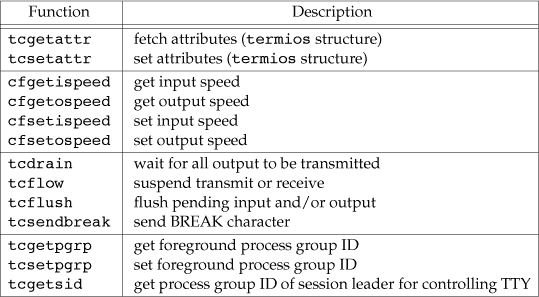 Function Description
tcgetattr fetch attributes (termios structure)
tcsetattr set attributes (termios structure)
cfgetispeed get input speed
cfgetospeed get output speed
cfsetispeed set input speed
cfsetospeed set output speed
tcdrain wait for all output to be transmitted
tcflow suspend transmit or receive
tcflush flush pending input and/or output
tcsendbreak send BREAK character
tcgetpgrp get foreground process group ID
tcsetpgrp set foreground process group ID
tcgetsid get process group ID of session leader for controlling TTY